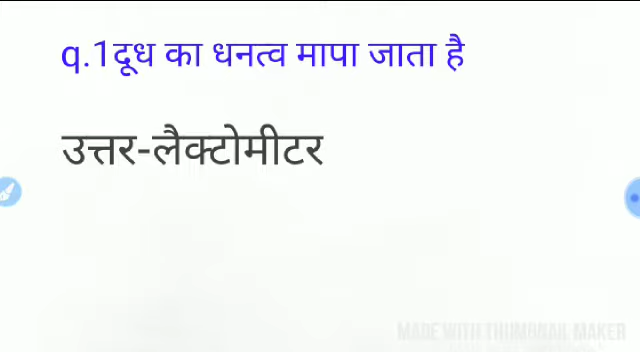 q.1दूध का धनत्व मापा जाता है
उत्तर-लैक्टोमीटर
MADE WITH THUMBNAIL MAKER